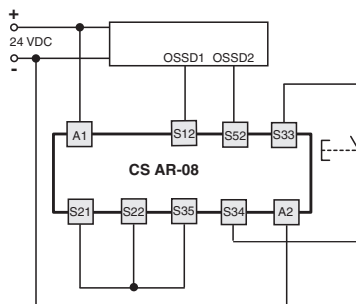 +
24 VDC
-
OSSD1 OSSD2
A1 S12 S52 S33
CS AR-08
S21 S22 S35 S34 A2